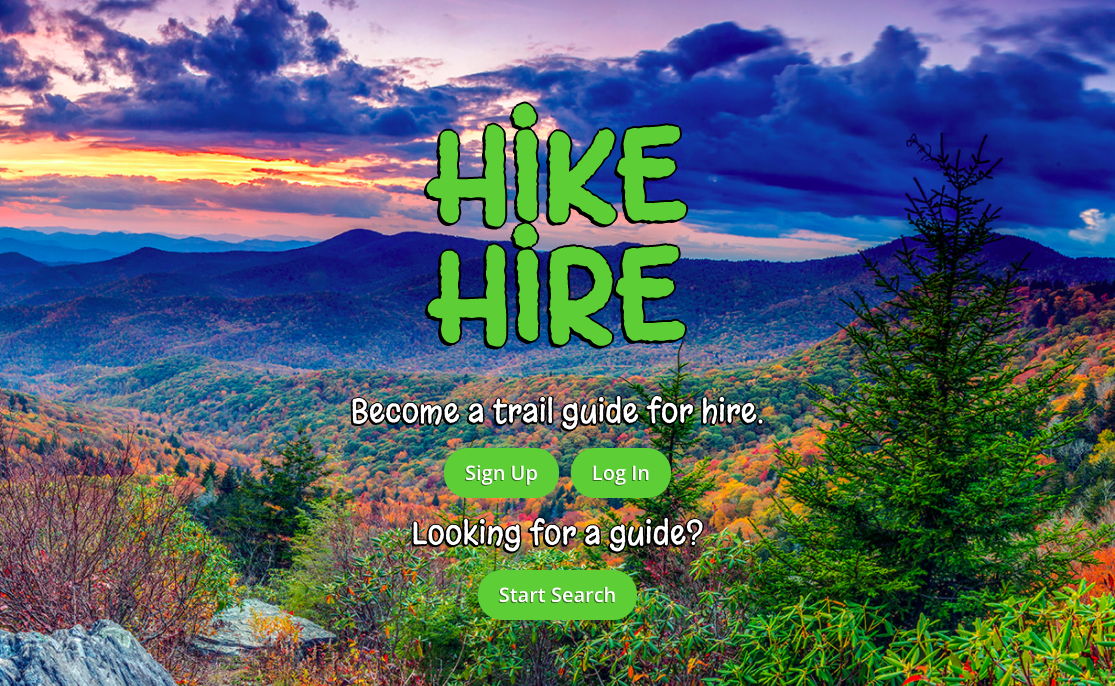 HiKE
HiRE
Become a trail guide for hire.
Sign Up Log In
Looking for a guide?
Start Search